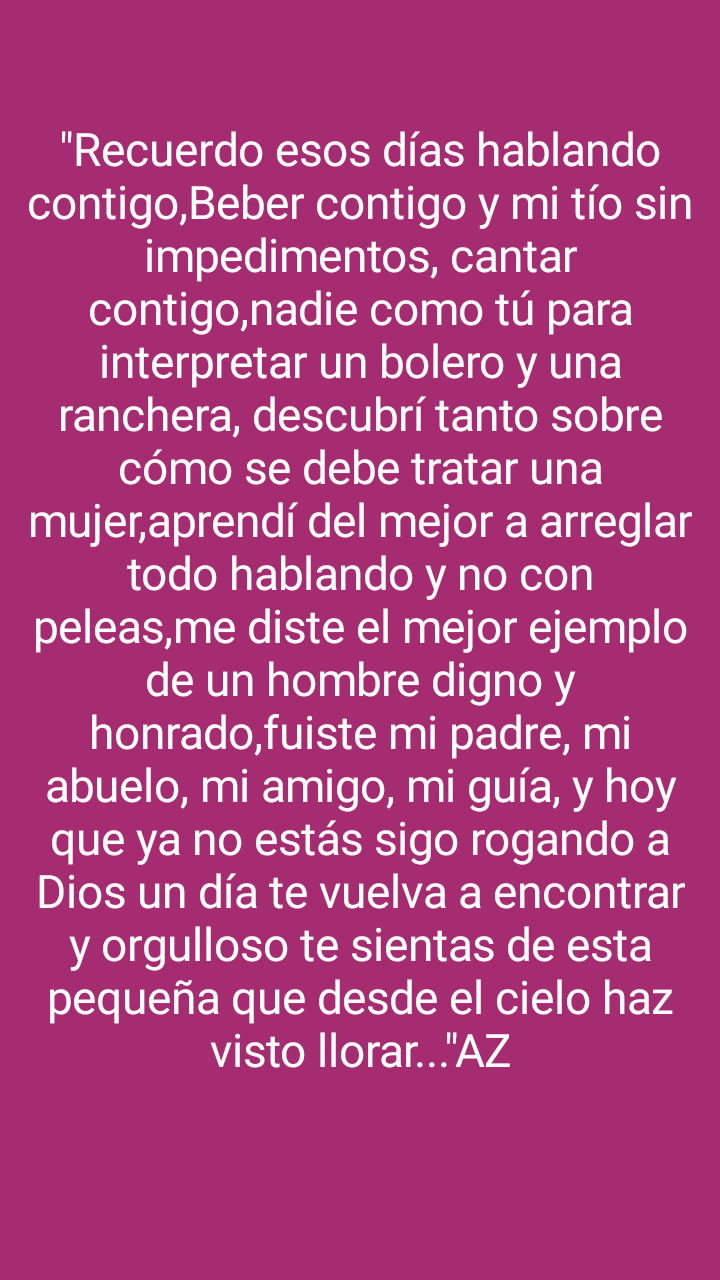 "Recuerdo esos días hablando
contigo,Beber contigo y mi tío sin
impedimentos, cantar
contigo,nadie como tú para
interpretar un bolero y una
ranchera, descubrí tanto sobre
cómo se debe tratar una
mujer,aprendí del mejor a arreglar
todo hablando y no con
peleas,me diste el mejor ejemplo
de un hombre digno y
honrado,fuiste mi padre, mi
abuelo, mi amigo, mi guía, y hoy
que ya no estás sigo rogando a
Dios un día te vuelva a encontrar
y orgulloso te sientas de esta
pequeña que desde el cielo haz
visto llorar..."AZ